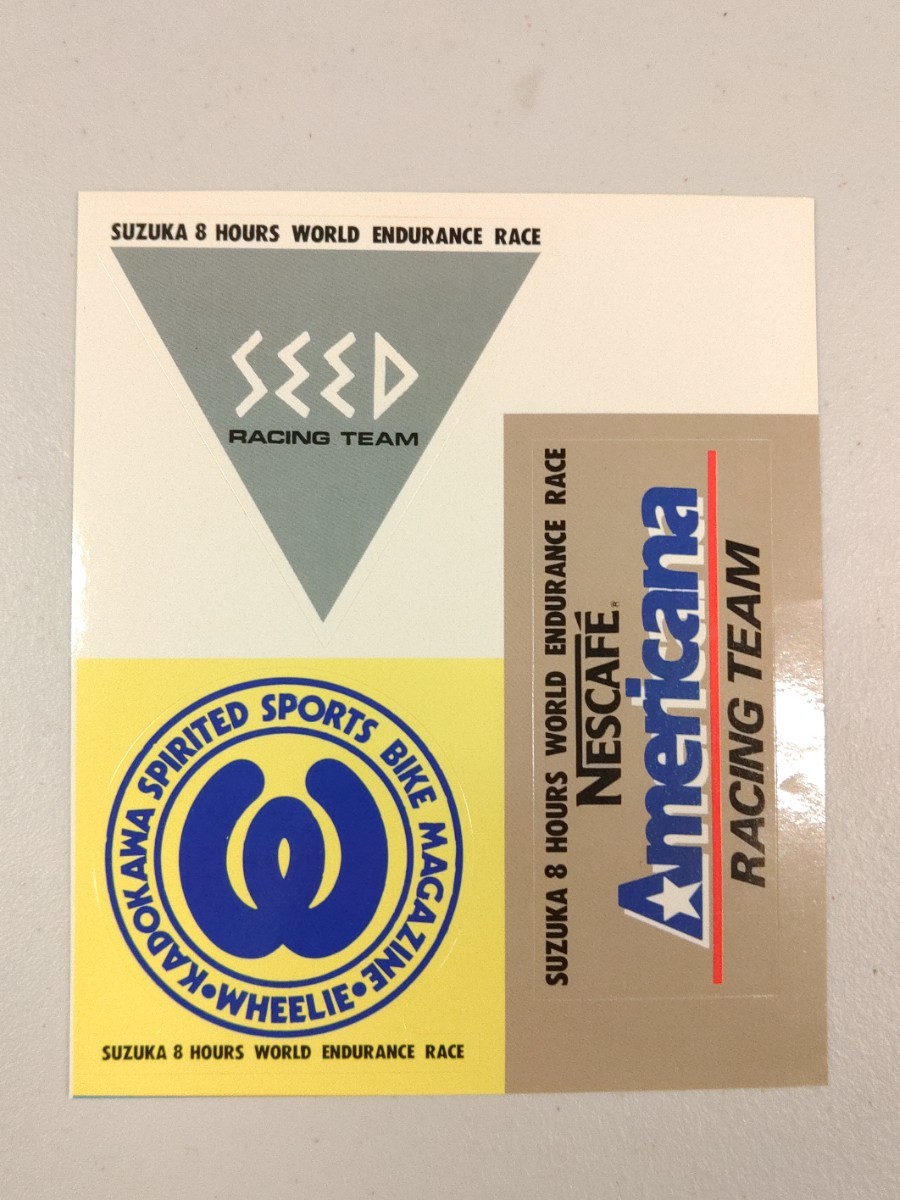 SUZUKA 8 HOURS WORLD ENDURANCE RACE
SEED
RACING TEAM
SUZUKA 8 HOURS WORLD ENDURANCE RACE
NESCAFÉ®
Americana
RACING TEAM
KADOKAWA SPIRITED SPORTS BIKE MAGAZINE
•WHEELIE•
SUZUKA 8 HOURS WORLD ENDURANCE RACE